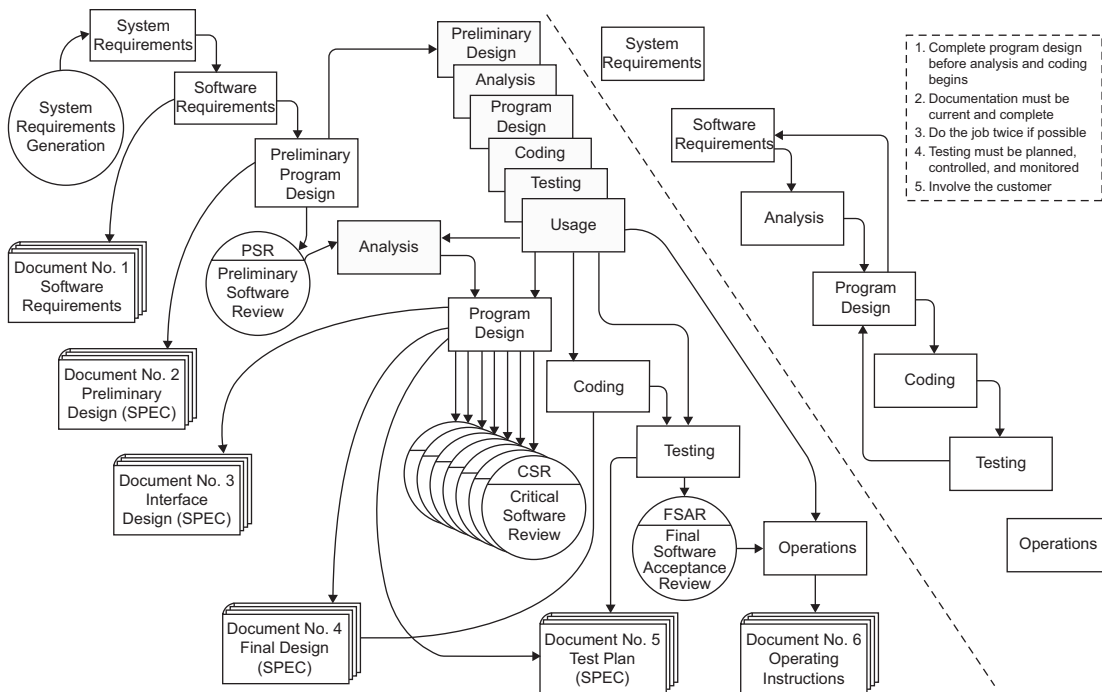 System
Requirements
System
Requirements
Generation
Software
Requirements
Preliminary
Program
Design
Preliminary
Design
Analysis
Program
Design
Coding
Testing
Usage
PSR
Preliminary
Software
Review
Analysis
Program
Design
Coding
Testing
CSR
Critical
Software
Review
FSAR
Final
Software
Acceptance
Review
Operations
Document No. 1
Software
Requirements
Document No. 2
Preliminary
Design (SPEC)
Document No. 3
Interface
Design (SPEC)
Document No. 4
Final Design
(SPEC)
Document No. 5
Test Plan
(SPEC)
Document No. 6
Operating
Instructions
System
Requirements
Software
Requirements
Analysis
Program
Design
Coding
Testing
Operations
1. Complete program design
before analysis and coding
begins
2. Documentation must be
current and complete
3. Do the job twice if possible
4. Testing must be planned,
controlled, and monitored
5. Involve the customer